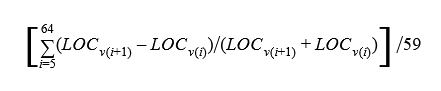 [∑_{i=5}^{64} (LOC_{v(i+1)} – LOC_{v(i)})/(LOC_{v(i+1)} + LOC_{v(i)})] /59